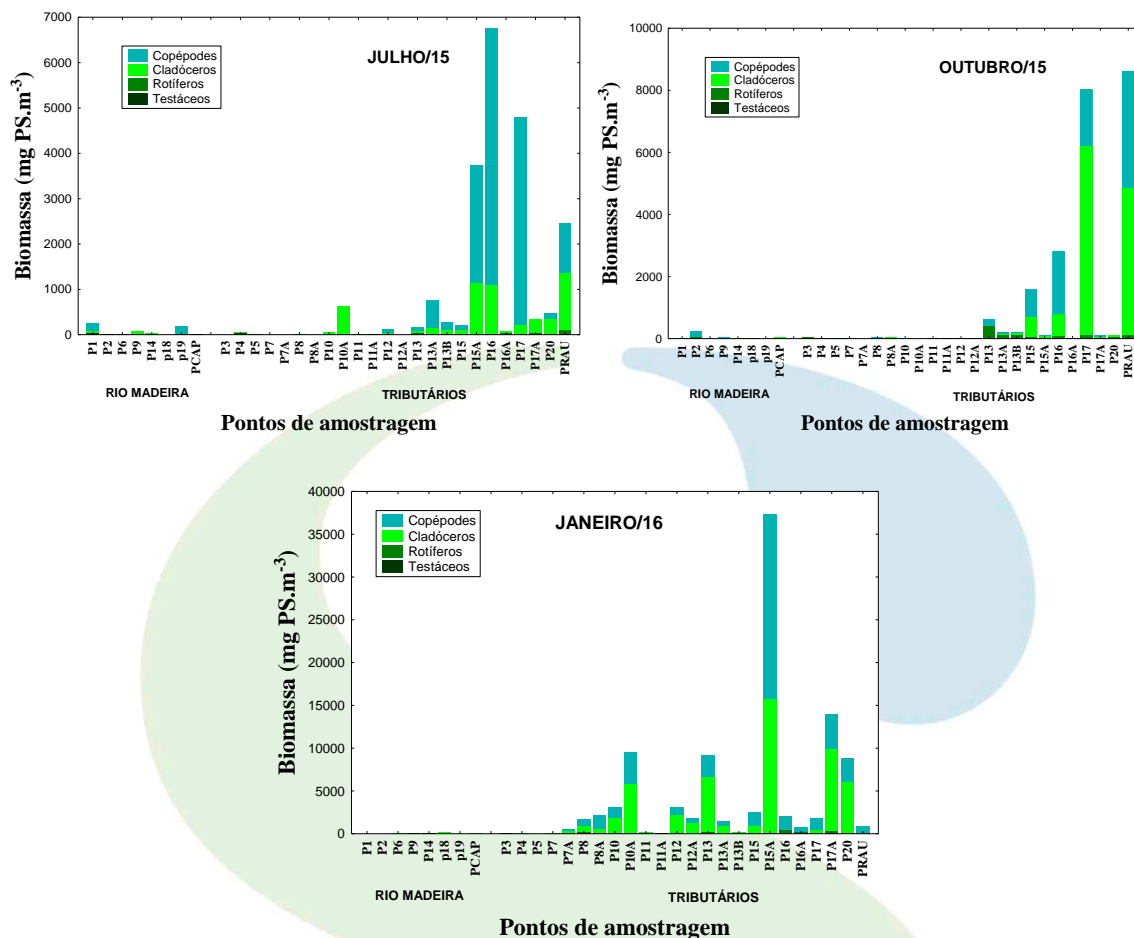 JULHO/15
Copépodes
Cladóceros
Rotíferos
Testáceos
Biomassa (mg PS.m-3)
7000
6000
5000
4000
3000
2000
1000
0
P1 P2 P6 P9 P14 p18 p19 PCAP P3 P4 P5 P7 P7A P8 P8A P10 P10A P11 P11A P12 P12A P13 P13A P13B P15 P15A P16 P16A P17 P17A P20 PRAU
RIO MADEIRA TRIBUTÁRIOS
Pontos de amostragem
OUTUBRO/15
Copépodes
Cladóceros
Rotíferos
Testáceos
Biomassa (mg PS.m-3)
10000
8000
6000
4000
2000
0
P1 P2 P6 P9 P14 p18 p19 PCAP P3 P4 P5 P7 P7A P8 P8A P10 P10A P11 P11A P12 P12A P13 P13A P13B P15 P15A P16 P16A P17 P17A P20 PRAU
RIO MADEIRA TRIBUTÁRIOS
Pontos de amostragem
JANEIRO/16
Copépodes
Cladóceros
Rotíferos
Testáceos
Biomassa (mg PS.m-3)
40000
35000
30000
25000
20000
15000
10000
5000
0
P1 P2 P6 P9 P14 p18 p19 PCAP P3 P4 P5 P7 P7A P8 P8A P10 P10A P11 P11A P12 P12A P13 P13A P13B P15 P15A P16 P16A P17 P17A P20 PRAU
RIO MADEIRA TRIBUTÁRIOS
Pontos de amostragem